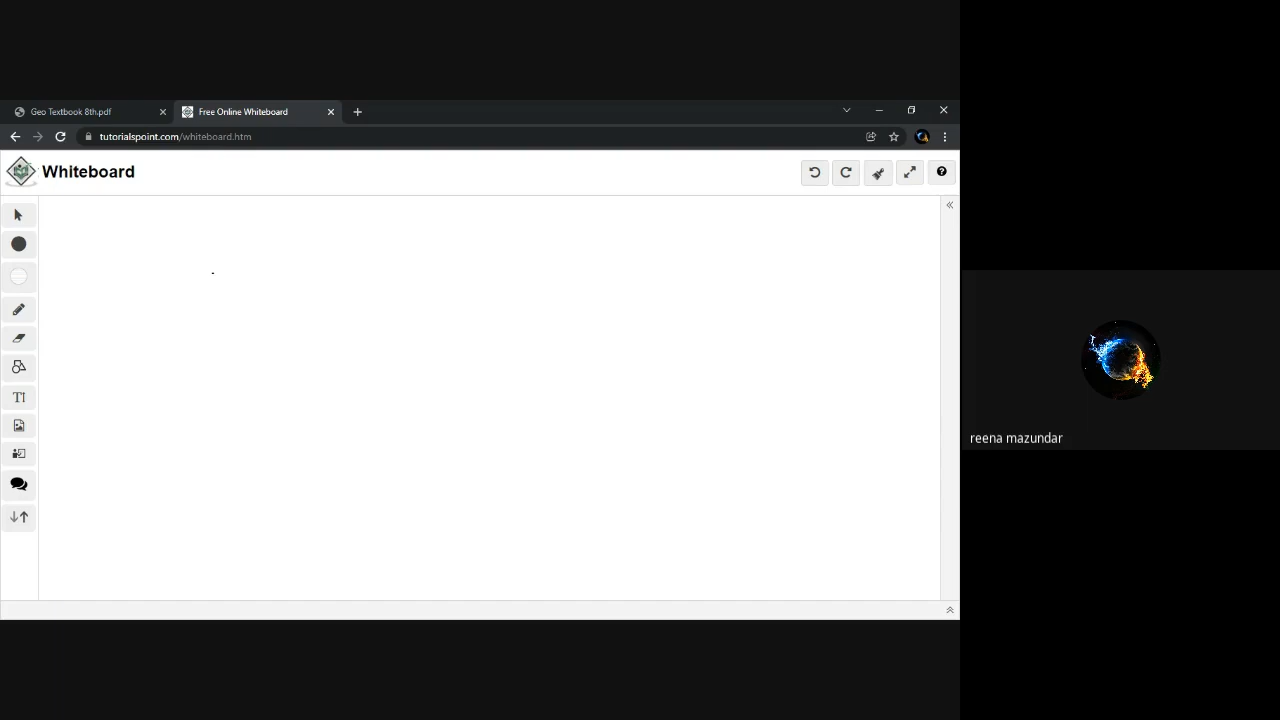 Geo Textbook 8th.pdf
Free Online Whiteboard
tutorialspoint.com/whiteboard.htm
Whiteboard
TI
reena mazundar